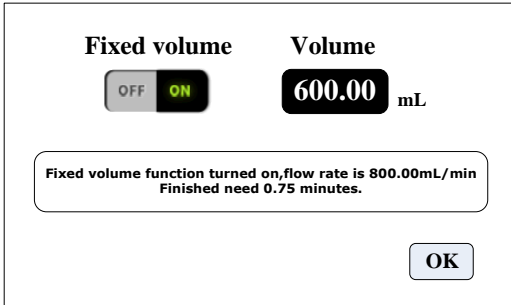 Fixed volume
Volume
OFF ON
600.00 mL
Fixed volume function turned on,flow rate is 800.00mL/min
Finished need 0.75 minutes.
OK